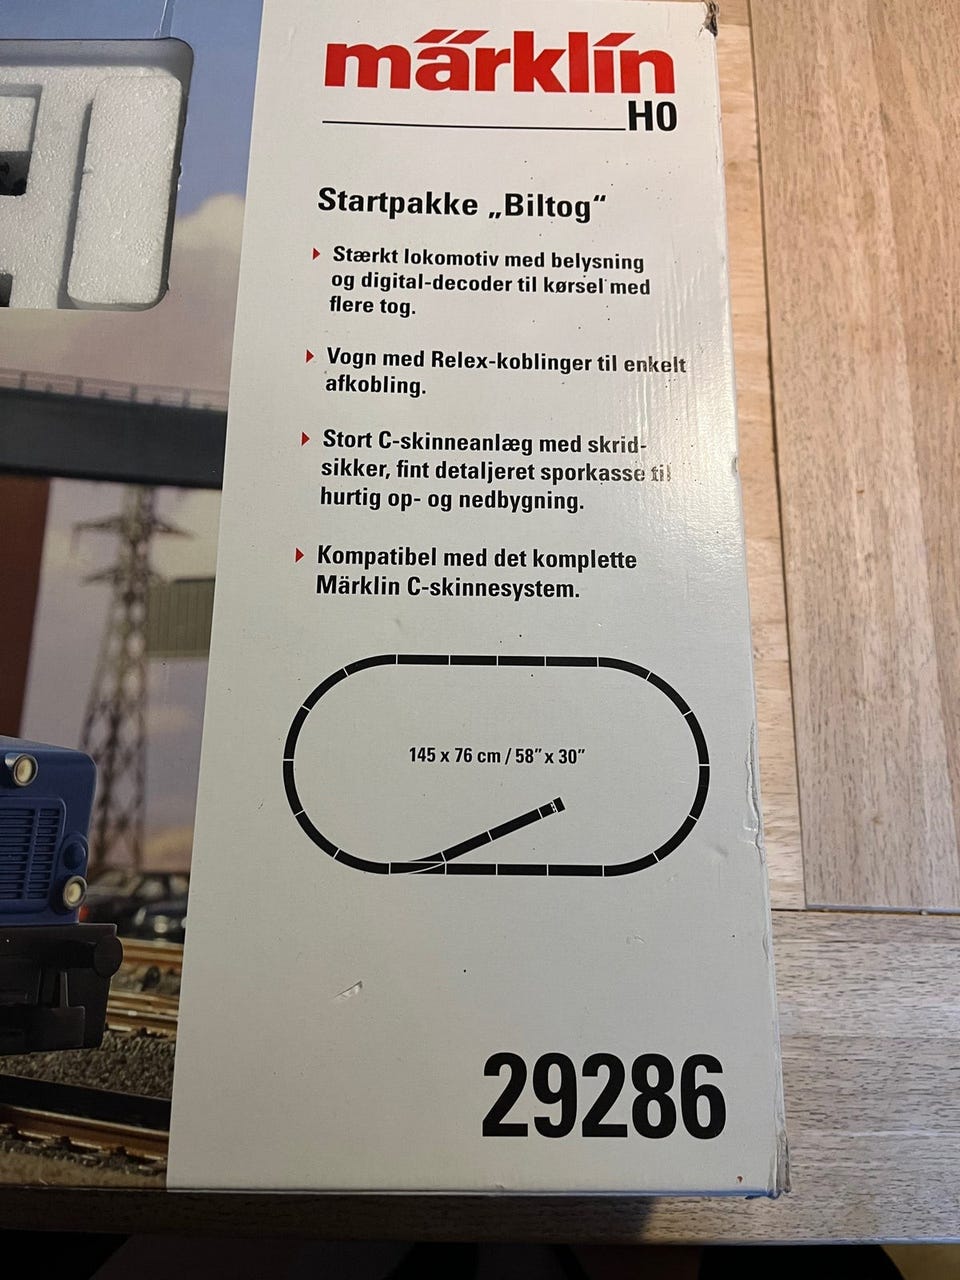 märklín
H0
Startpakke „Biltog“
Stærkt lokomotiv med belysning
og digital-decoder til kørsel med
flere tog.
Vogn med Relex-koblinger til enkelt
afkobling.
Stort C-skinneanlæg med skrid-
sikker, fint detaljeret sporkasse til
hurtig op- og nedbygning.
Kompatibel med det komplette
Märklin C-skinnesystem.
145 x 76 cm / 58” x 30”
29286